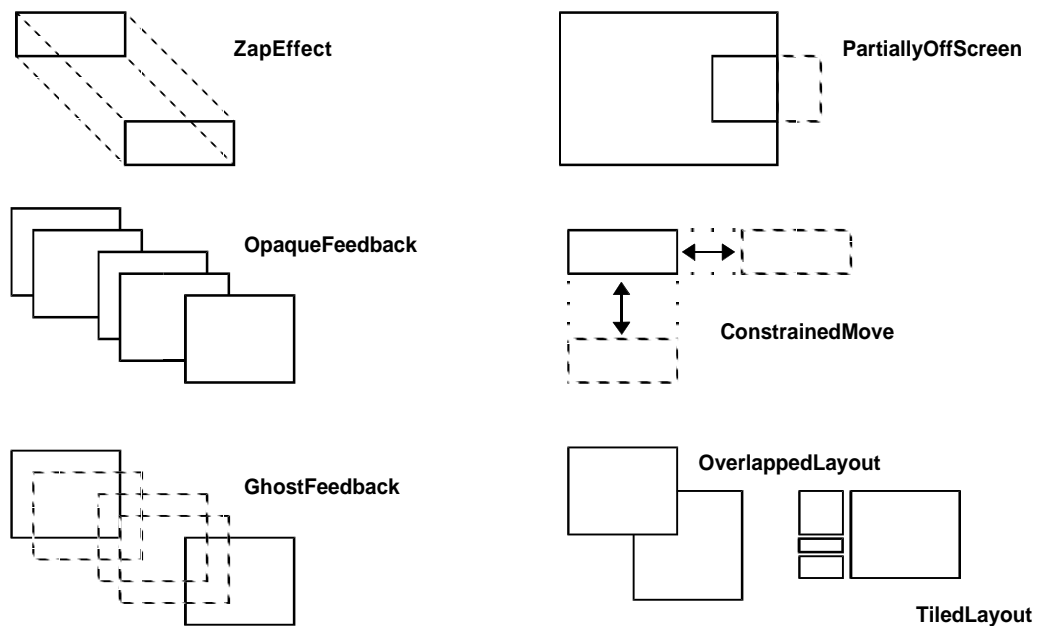 ZapEffect
PartiallyOffScreen
OpaqueFeedback
ConstrainedMove
GhostFeedback
OverlappedLayout
TiledLayout